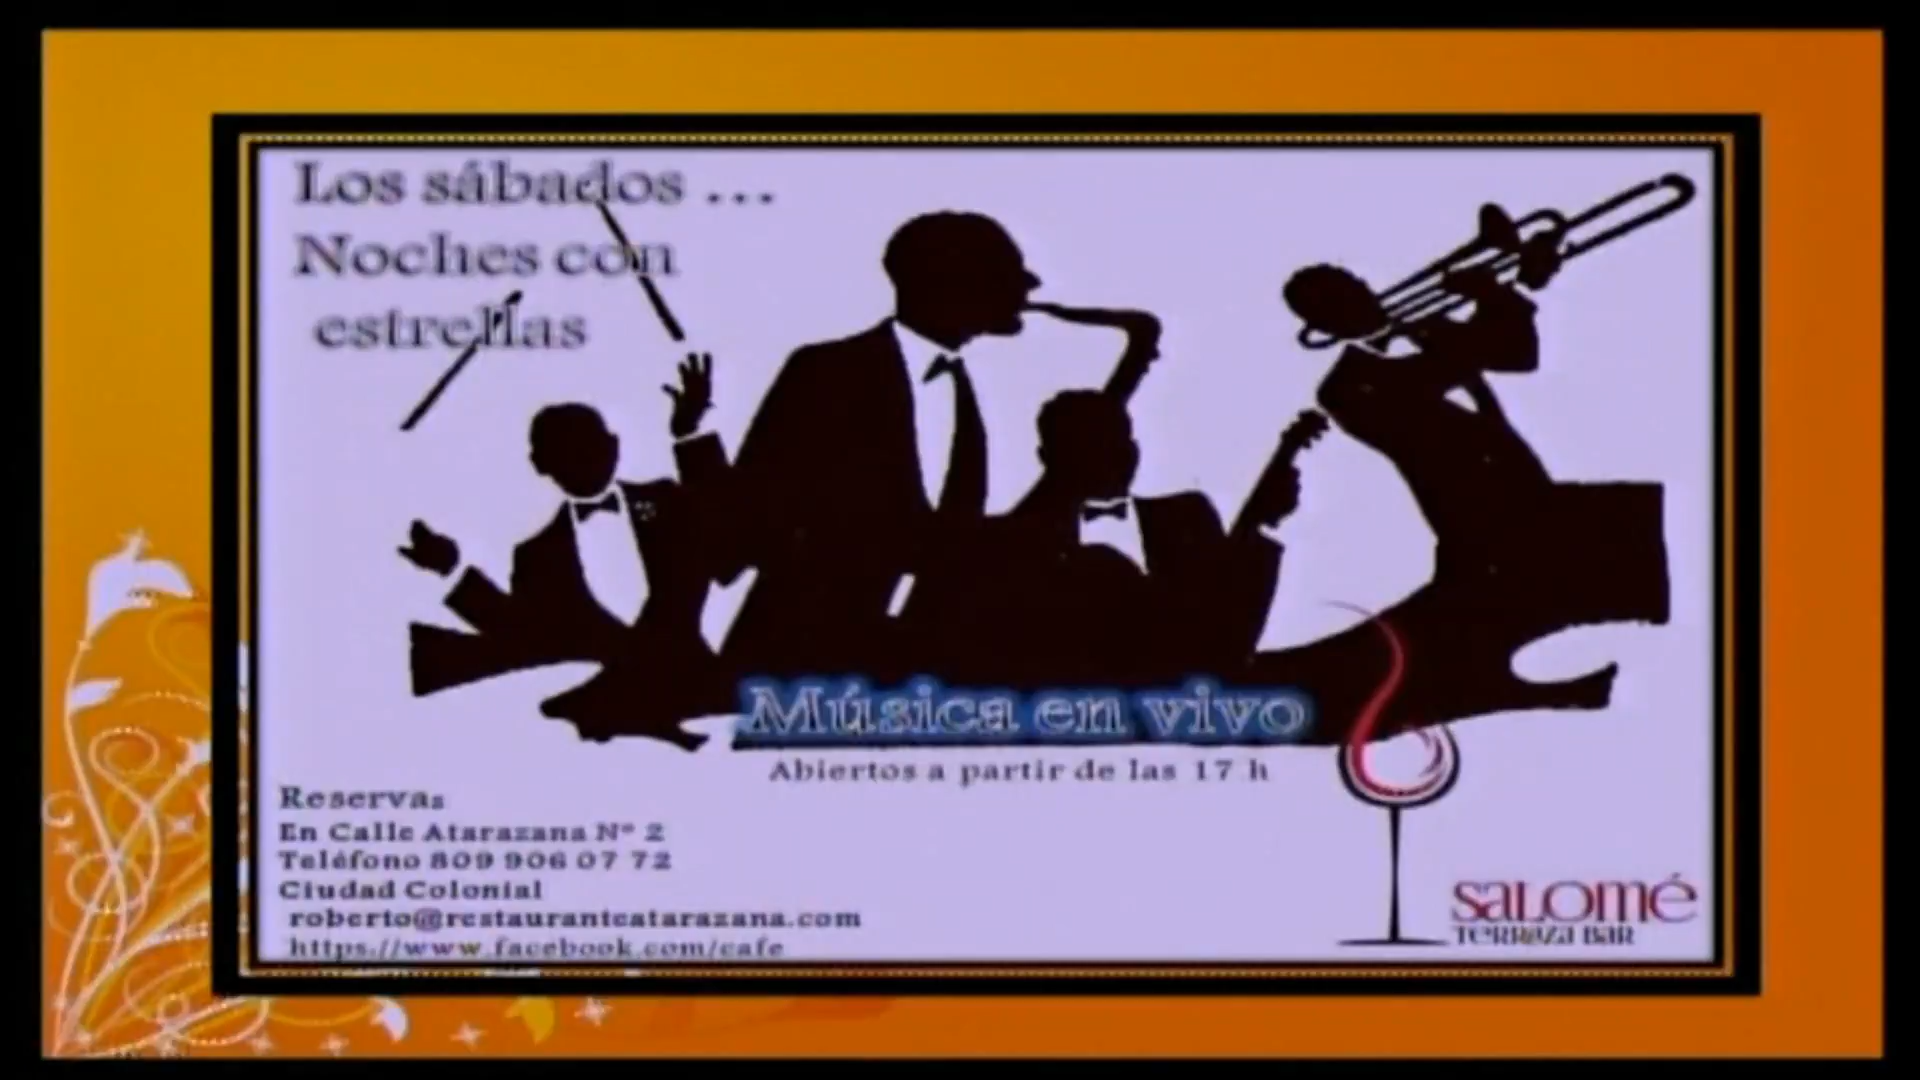 Los sábados ...
Noches con
estrellas
Música en vivo
Abiertos a partir de las 17 h
Reservas
En Calle Atarazana Nº 2
Teléfono 809 906 07 72
Ciudad Colonial
roberto@restauranteatarazana.com
https://www.facebook.com/cafe
SALOMé
TERRAZA BAR